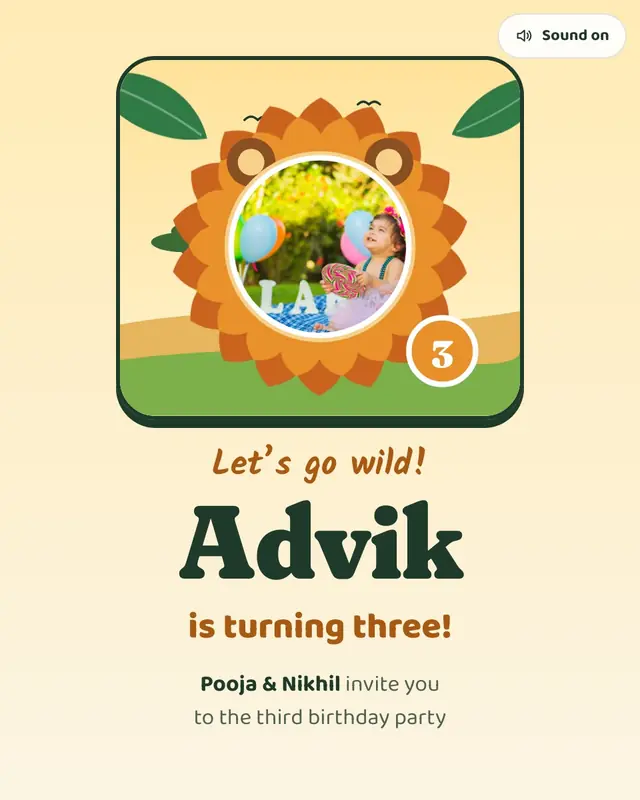 Sound on
LA
3
Let's go wild!
Advik
is turning three!
Pooja & Nikhil invite you
to the third birthday party